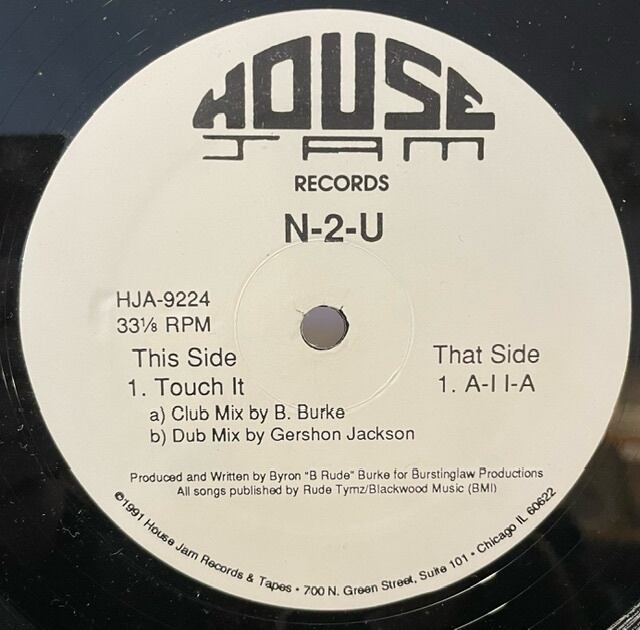 HOUSE
JAM
RECORDS
N-2-U
HJA-9224
33⅓ RPM
This Side
1. Touch It
a) Club Mix by B. Burke
b) Dub Mix by Gershon Jackson
That Side
1. A-I I-A
Produced and Written by Byron "B Rude" Burke for Burstinglaw Productions
All songs published by Rude Tymz/Blackwood Music (BMI)
©1991 House Jam Records & Tapes • 700 N. Green Street, Suite 101 • Chicago IL 60622